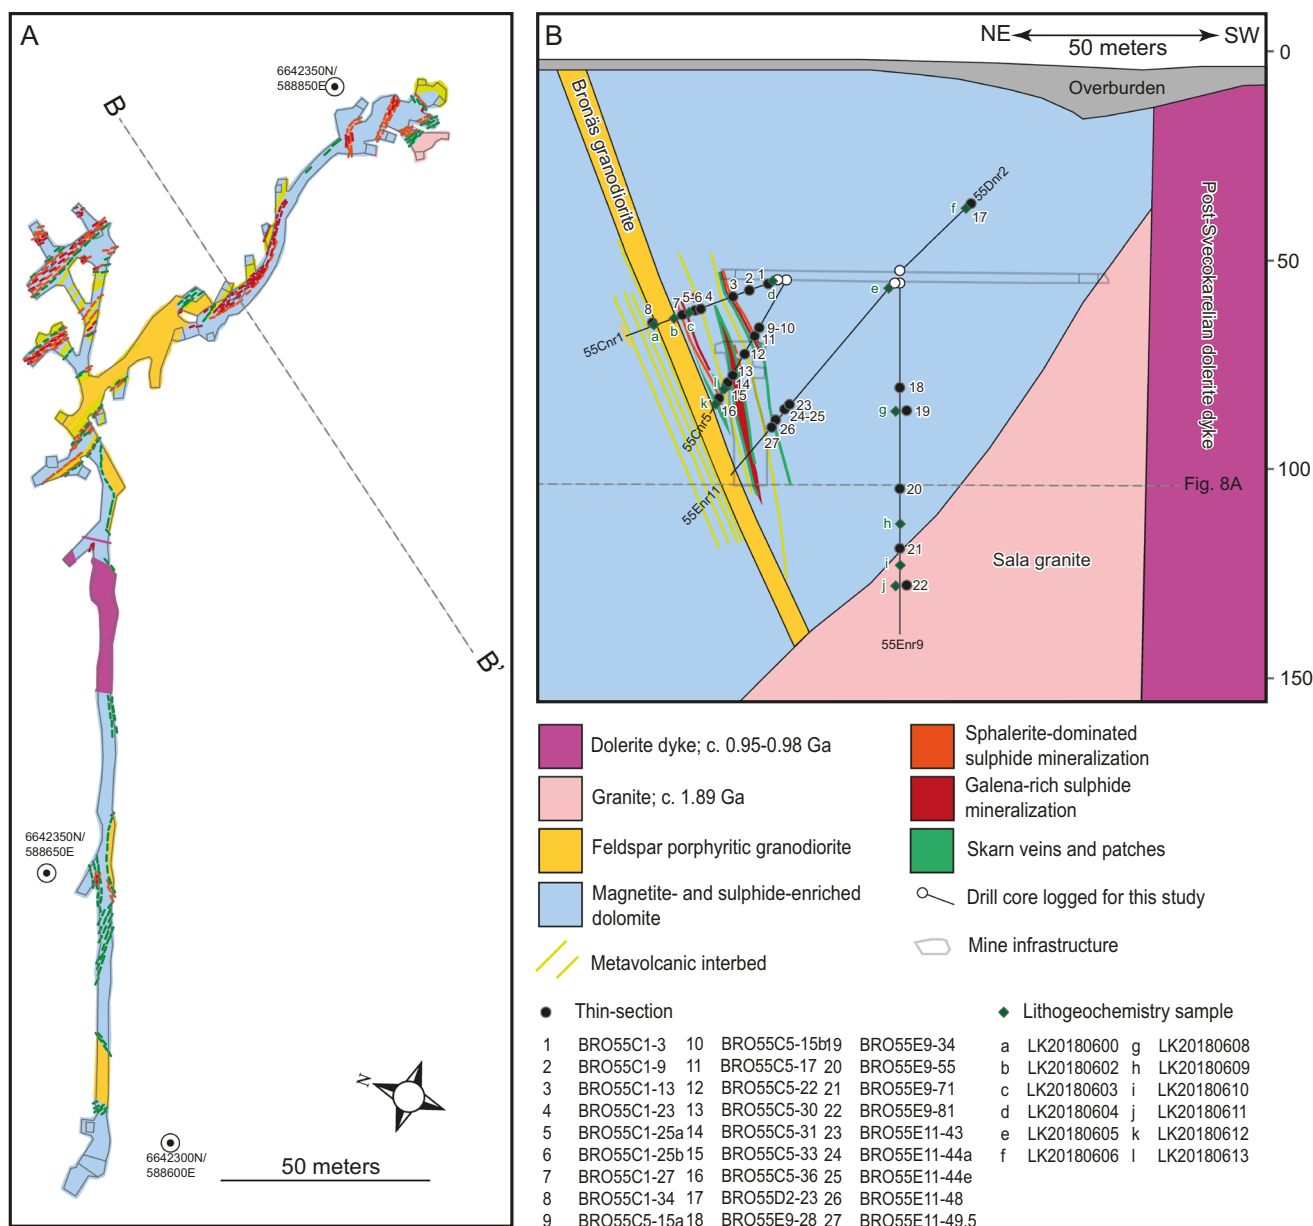 A
6642350N/
588850E
B
B'
6642350N/
588650E
6642300N/
588600E
N
50 meters
B
NE
SW
50 meters
0
50
100
150
Overburden
Bronäs granodiorite
Post-Svecokarelian dolerite dyke
Sala granite
Fig. 8A
55Dnr2
f
17
e
1
d
2
3
4
5-6
c
7
b
8
a
55Cnr1
9-10
11
12
13
14
l
15
k
16
55Cnr5
23
24-25
26
27
55Enr11
18
g
19
20
h
21
i
j
22
55Enr9
Dolerite dyke; c. 0.95-0.98 Ga
Granite; c. 1.89 Ga
Feldspar porphyritic granodiorite
Magnetite- and sulphide-enriched
dolomite
Metavolcanic interbed
Sphalerite-dominated
sulphide mineralization
Galena-rich sulphide
mineralization
Skarn veins and patches
Drill core logged for this study
Mine infrastructure
Thin-section
1 BRO55C1-3 10 BRO55C5-15b 19 BRO55E9-34
2 BRO55C1-9 11 BRO55C5-17 20 BRO55E9-55
3 BRO55C1-13 12 BRO55C5-22 21 BRO55E9-71
4 BRO55C1-23 13 BRO55C5-30 22 BRO55E9-81
5 BRO55C1-25a 14 BRO55C5-31 23 BRO55E11-43
6 BRO55C1-25b 15 BRO55C5-33 24 BRO55E11-44a
7 BRO55C1-27 16 BRO55C5-36 25 BRO55E11-44e
8 BRO55C1-34 17 BRO55D2-23 26 BRO55E11-48
9 BRO55C5-15a 18 BRO55E9-28 27 BRO55E11-49.5
Lithogeochemistry sample
a LK20180600 g LK20180608
b LK20180602 h LK20180609
c LK20180603 i LK20180610
d LK20180604 j LK20180611
e LK20180605 k LK20180612
f LK20180606 l LK20180613